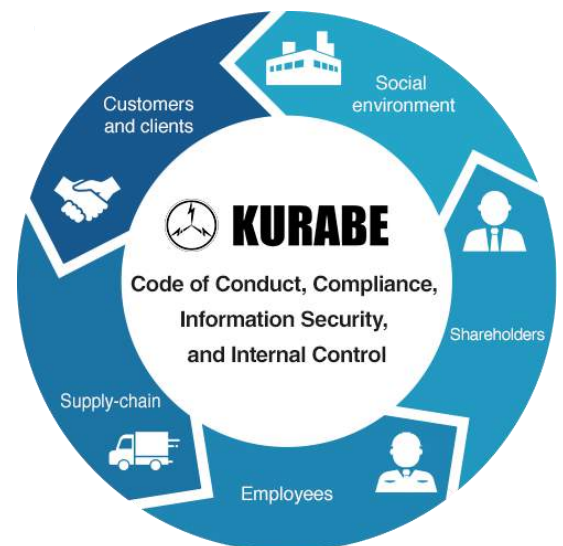 Customers
and clients
Social
environment
KURABE
Code of Conduct, Compliance,
Information Security,
and Internal Control
Shareholders
Supply-chain
Employees